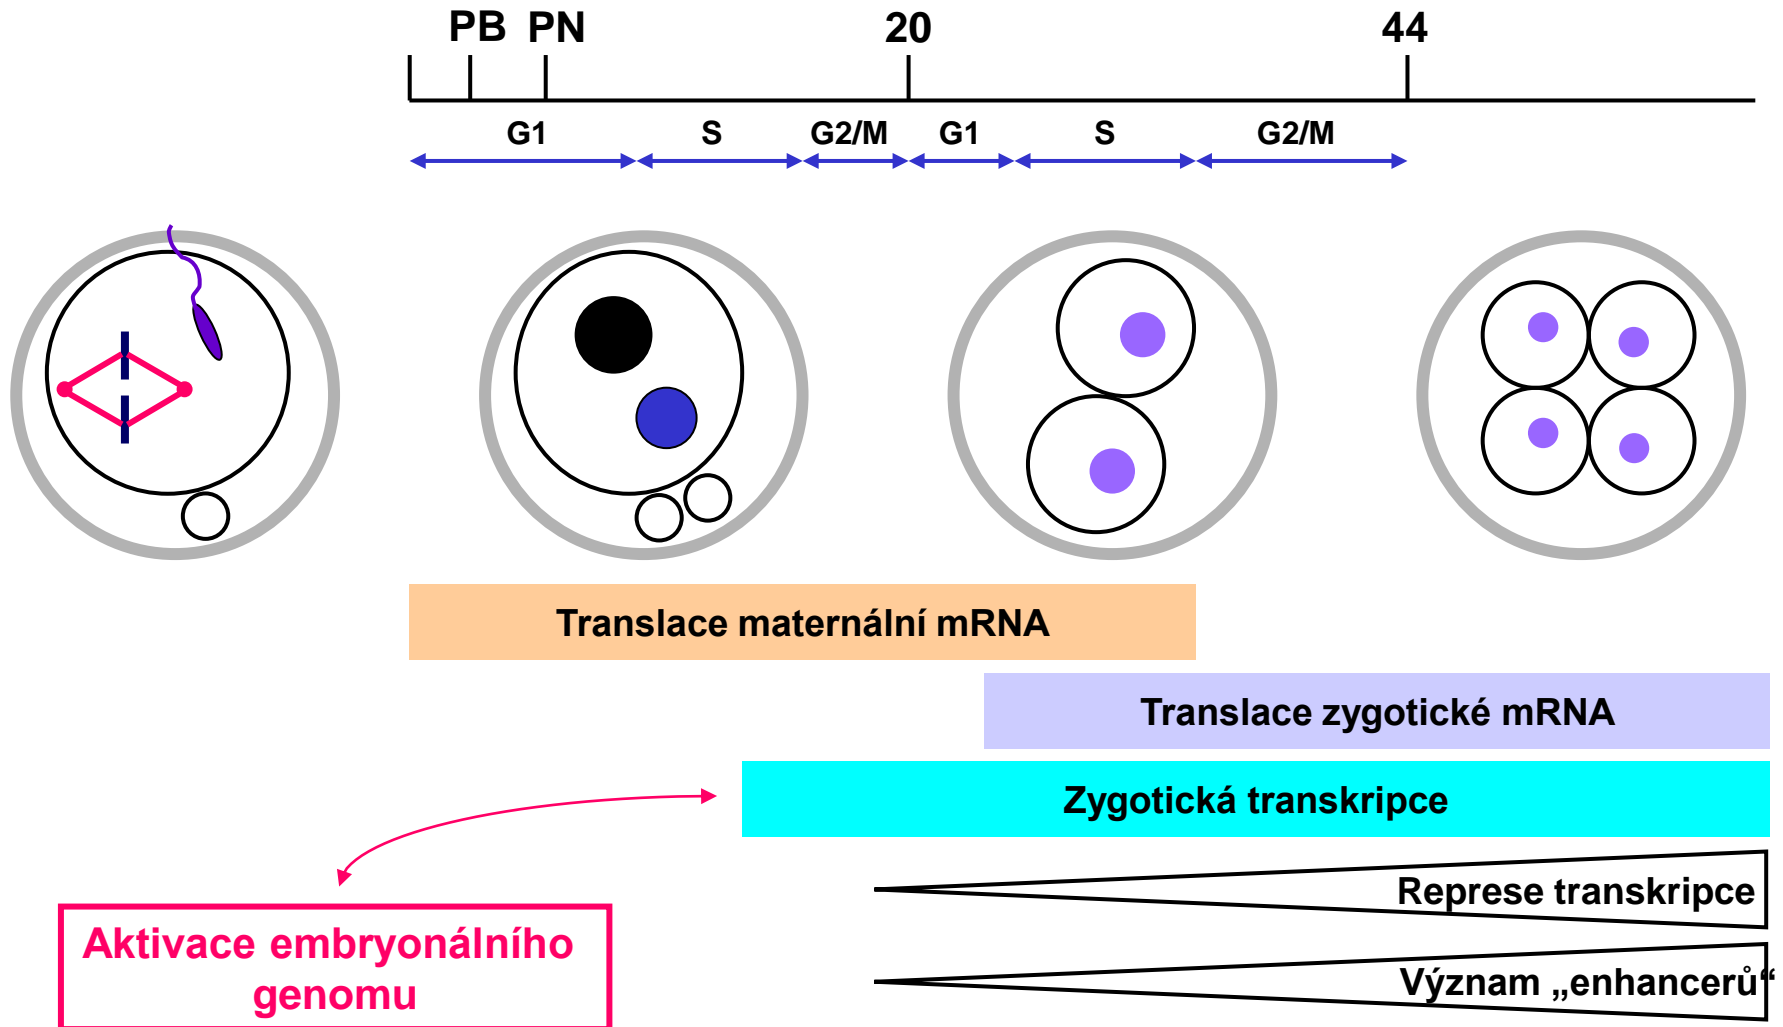 PB PN 20 44
G1 S G2/M G1 S G2/M
Translace maternální mRNA
Translace zygotické mRNA
Zygotická transkripce
Represe transkripce
Aktivace embryonálního
genomu
Význam „enhancerů“